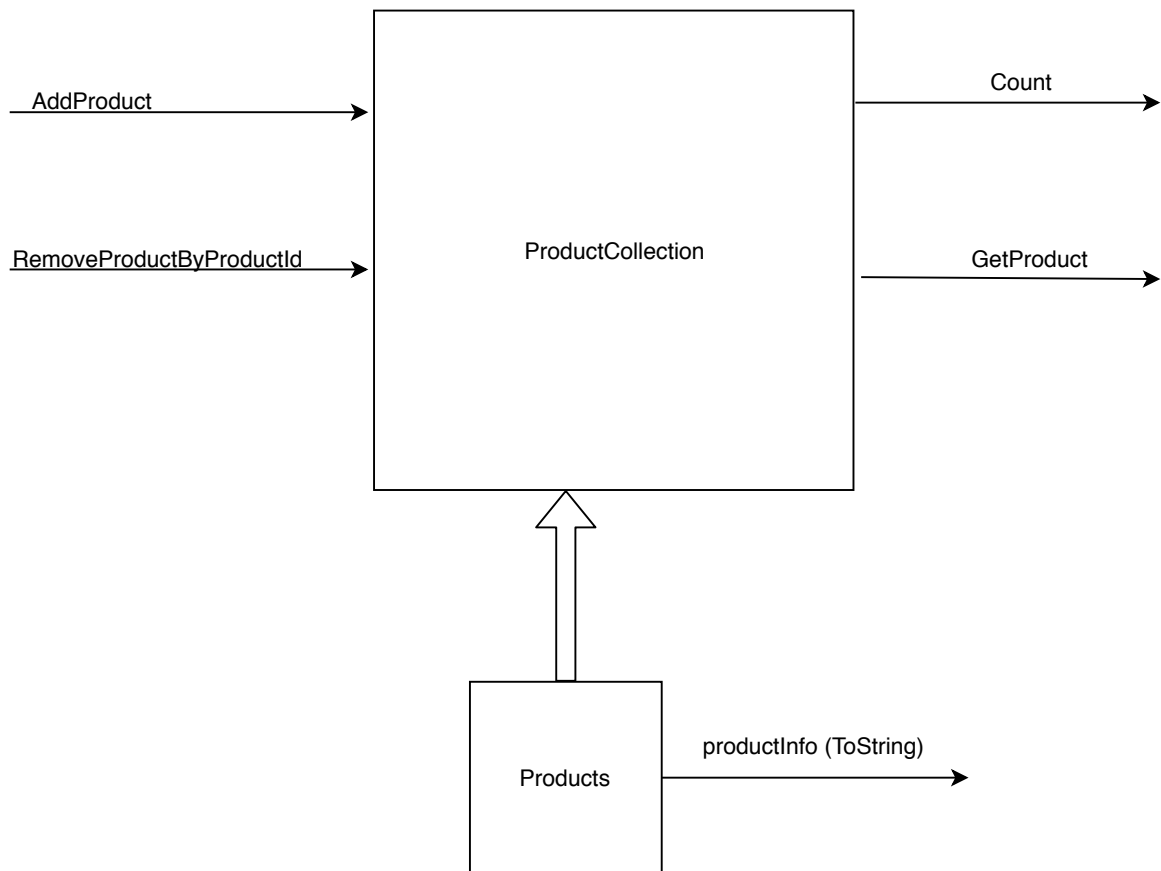 Count
AddProduct
ProductCollection
RemoveProductByProductId
GetProduct
productInfo (ToString)
Products